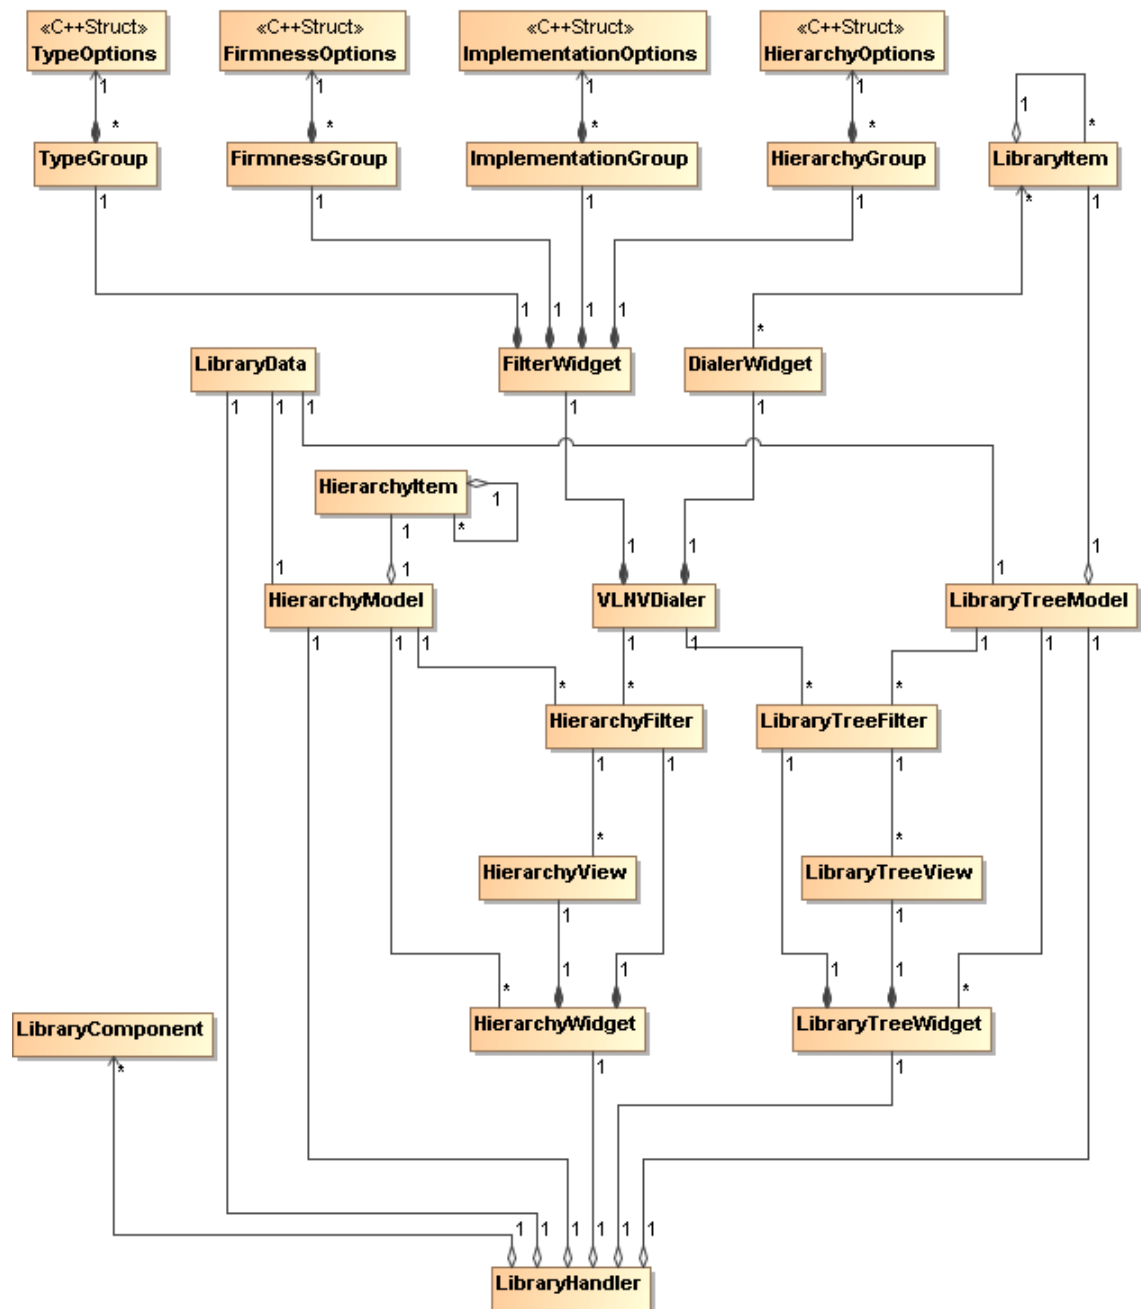 «C++Struct» «C++Struct» «C++Struct» «C++Struct»
TypeOptions FirmnessOptions ImplementationOptions HierarchyOptions
1 1 1 1 1
* * * * *
TypeGroup FirmnessGroup ImplementationGroup HierarchyGroup LibraryItem
1 1 1 1 * 1
1 1 1 1 *
LibraryData FilterWidget DialerWidget
1 1 1 1 1
HierarchyItem 1
1 *
1 1 1 1 1 1
HierarchyModel VLNVDialer LibraryTreeModel
1 1 1 1 1 1 1 1
* * * *
HierarchyFilter LibraryTreeFilter
1 1 1 1
* *
HierarchyView LibraryTreeView
1 1
* 1 1 1 1 *
LibraryComponent HierarchyWidget LibraryTreeWidget
* 1 1
1 1 1 1 1 1
LibraryHandler